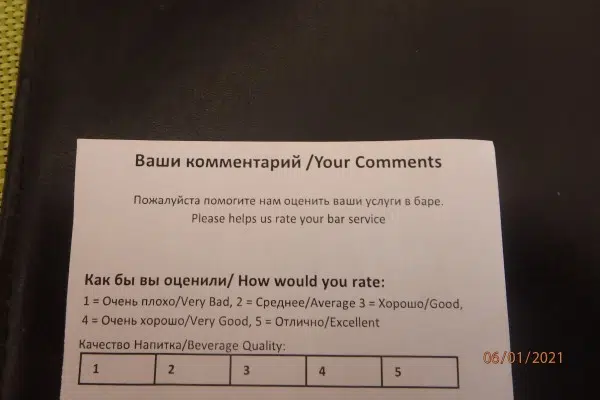 Ваши комментарий /Your Comments
Пожалуйста помогите нам оценить ваши услуги в баре.
Please helps us rate your bar service
Как бы вы оценили/ How would you rate:
1 = Очень плохо/Very Bad, 2 = Среднее/Average 3 = Хорошо/Good,
4 = Очень хорошо/Very Good, 5 = Отлично/Excellent
Качество Напитка/Beverage Quality:
1 2 3 4 5
06/01/2021